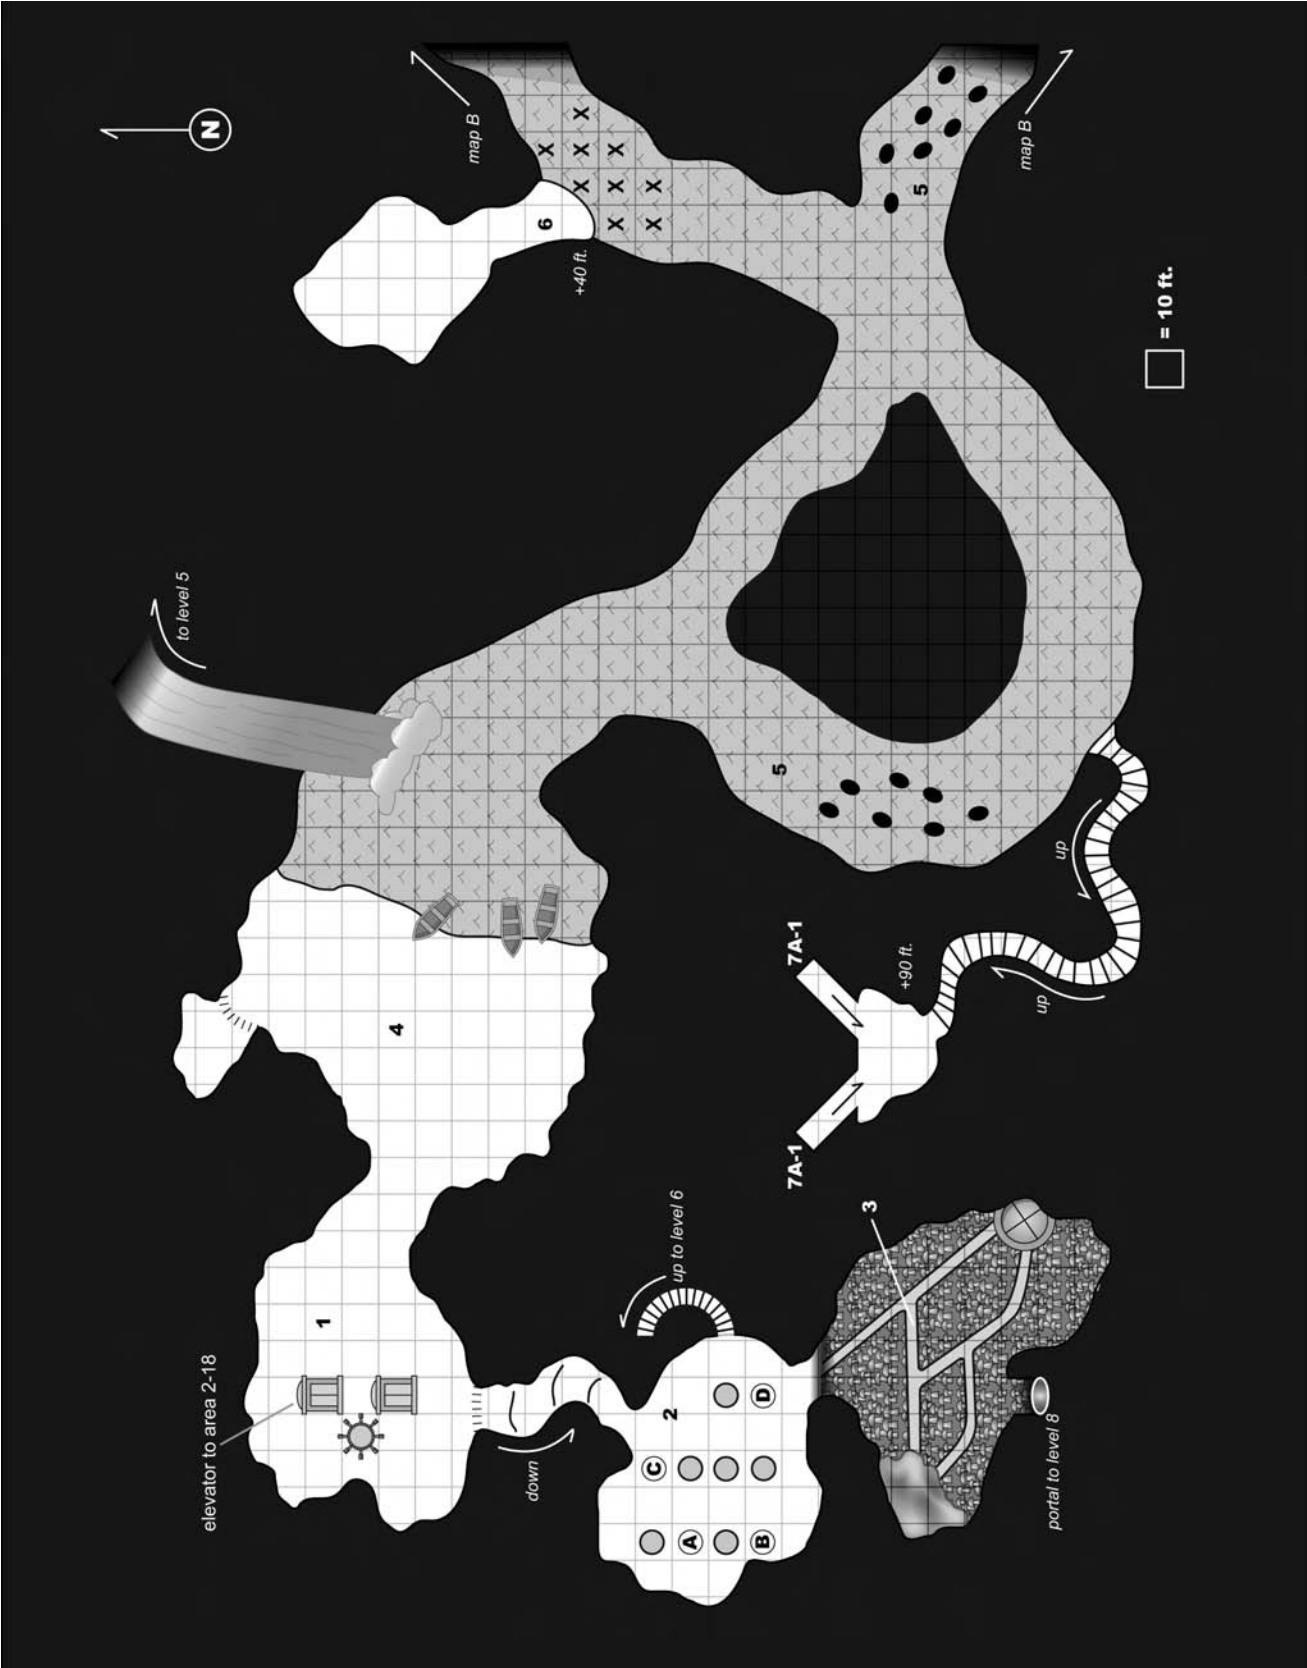 to level 5
elevator to area 2-18
N
1
4
map B
down
6
X
+40 ft.
X X X
X X X
X X
C
2
up to level 6
A
B
D
5
7A-1
7A-1
3
+90 ft.
5
map B
up
portal to level 8
up
= 10 ft.